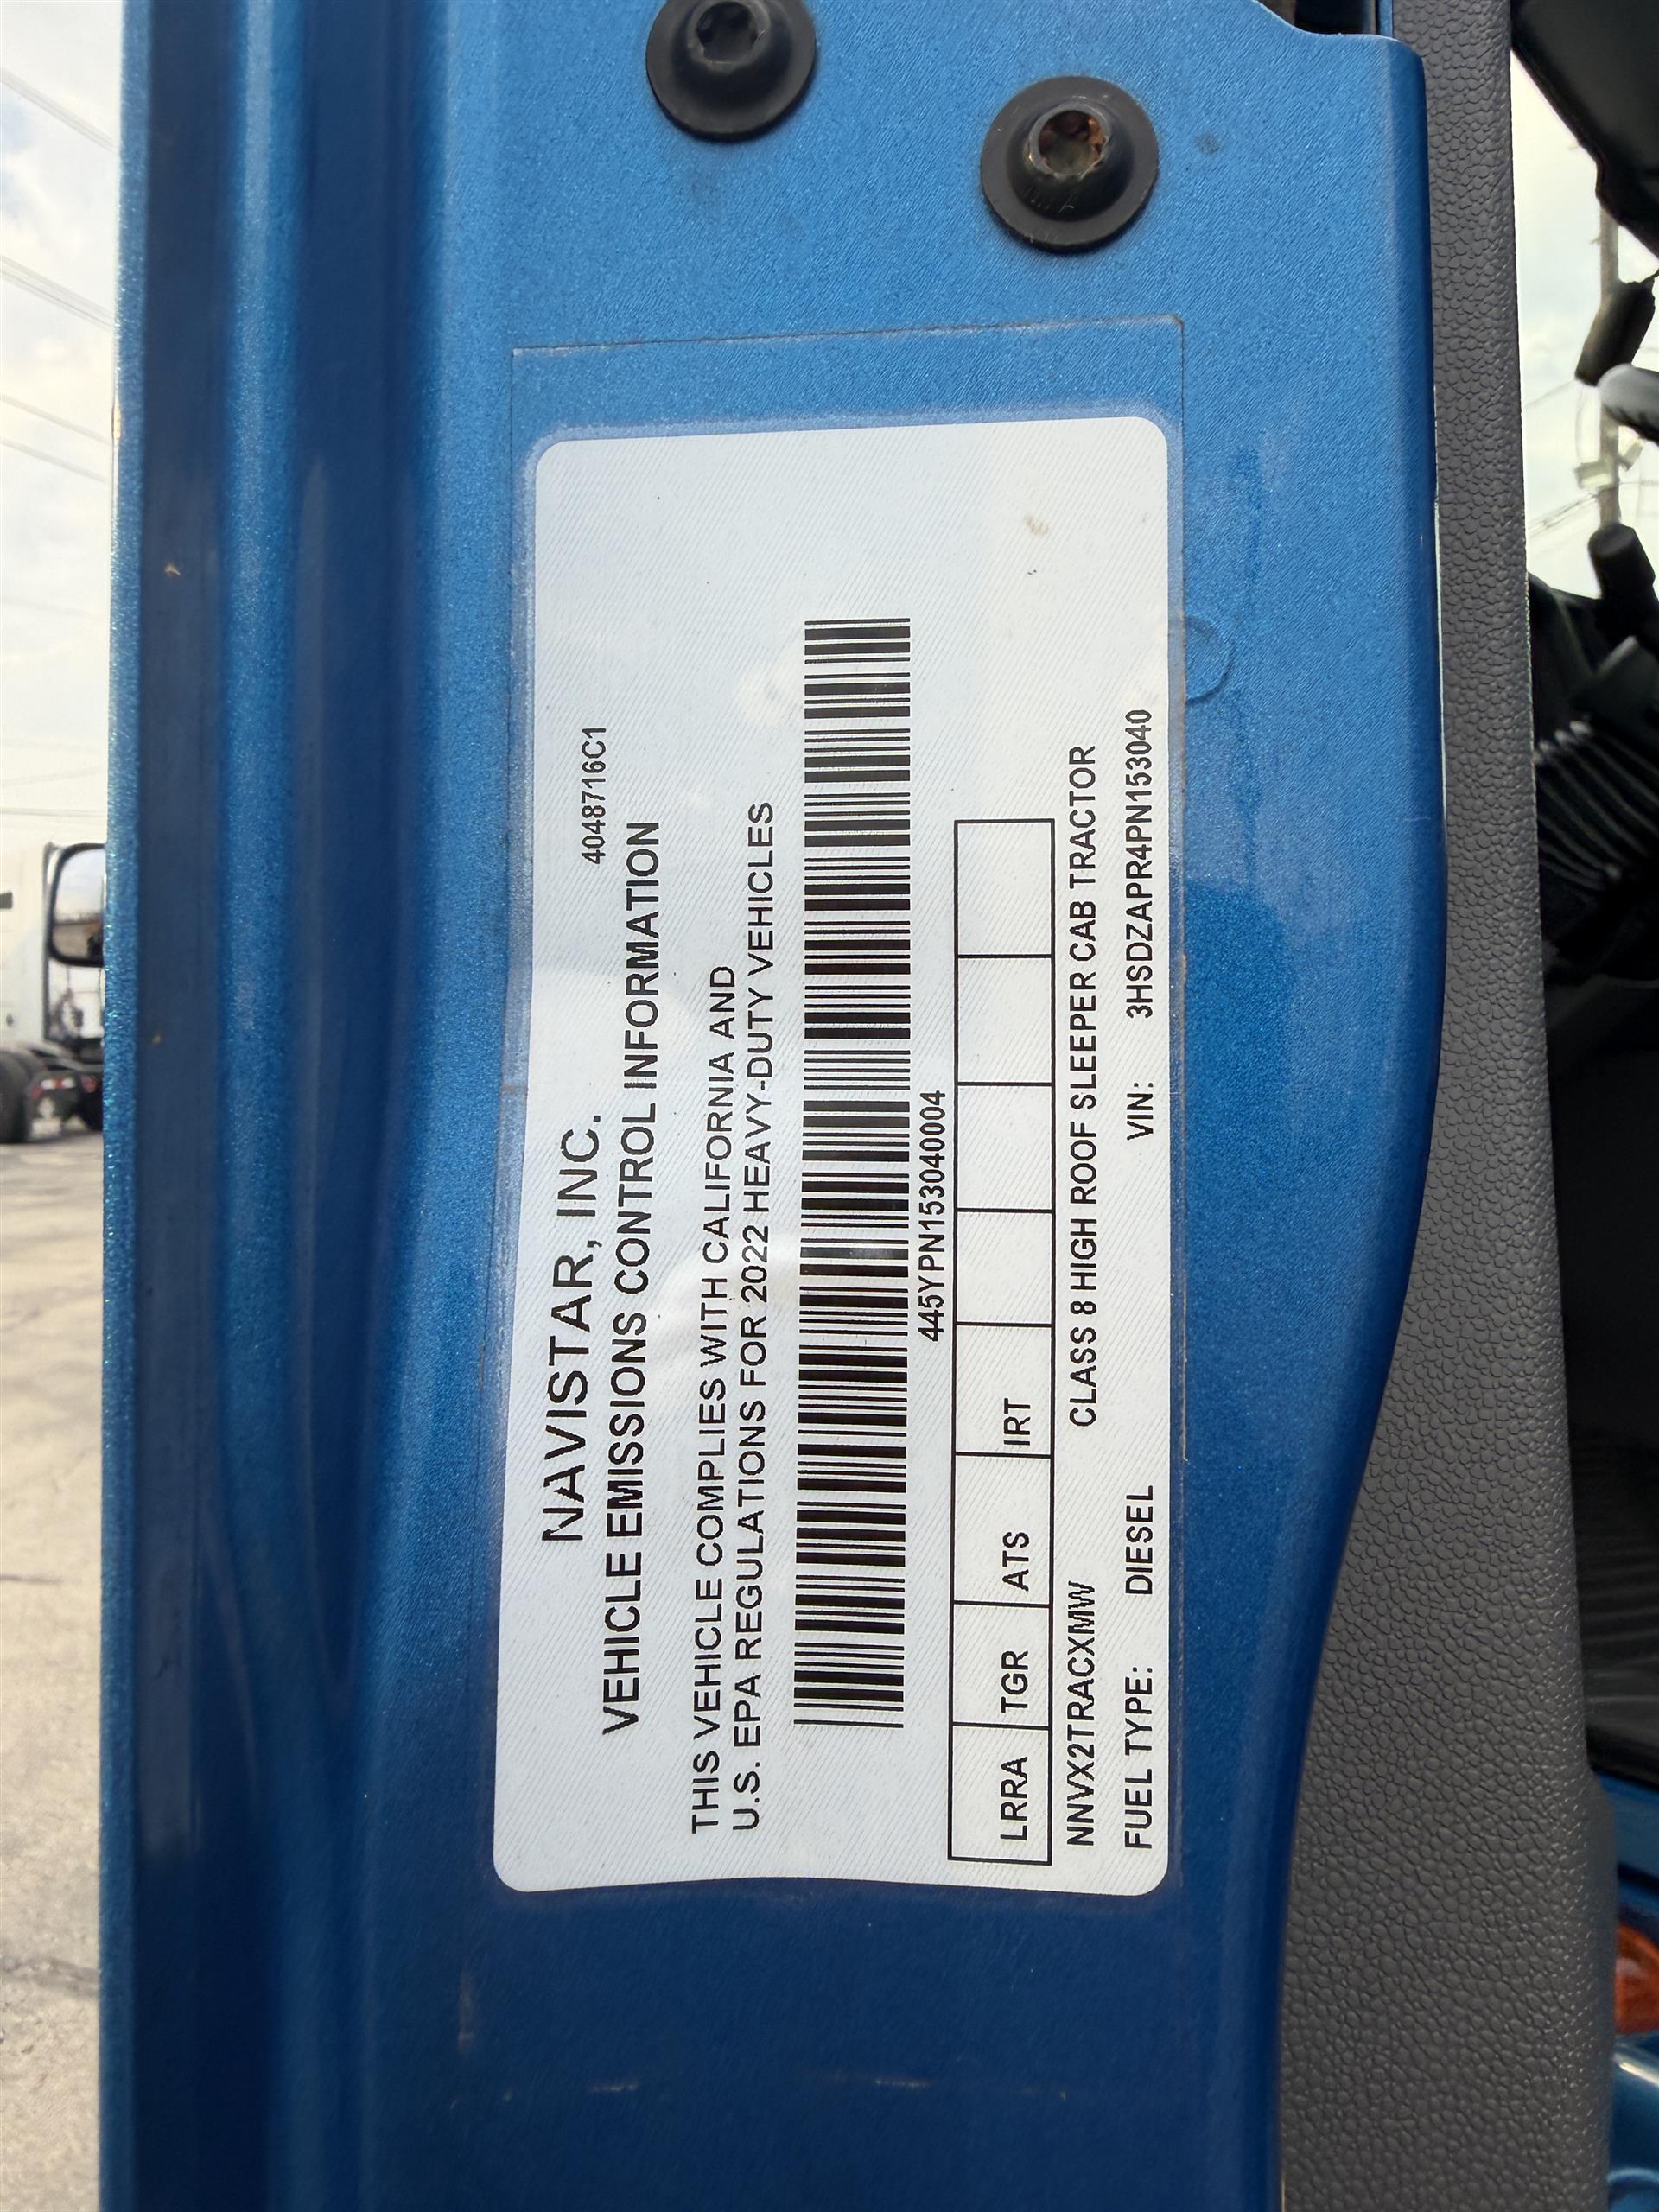 4048716C1
NAVISTAR, INC.
VEHICLE EMISSIONS CONTROL INFORMATION
THIS VEHICLE COMPLIES WITH CALIFORNIA AND
U.S. EPA REGULATIONS FOR 2022 HEAVY-DUTY VEHICLES
445YPN153040004
LRRA TGR ATS IRT
NNVX2TRACXMW CLASS 8 HIGH ROOF SLEEPER CAB TRACTOR
FUEL TYPE: DIESEL VIN: 3HSDZAPR4PN153040